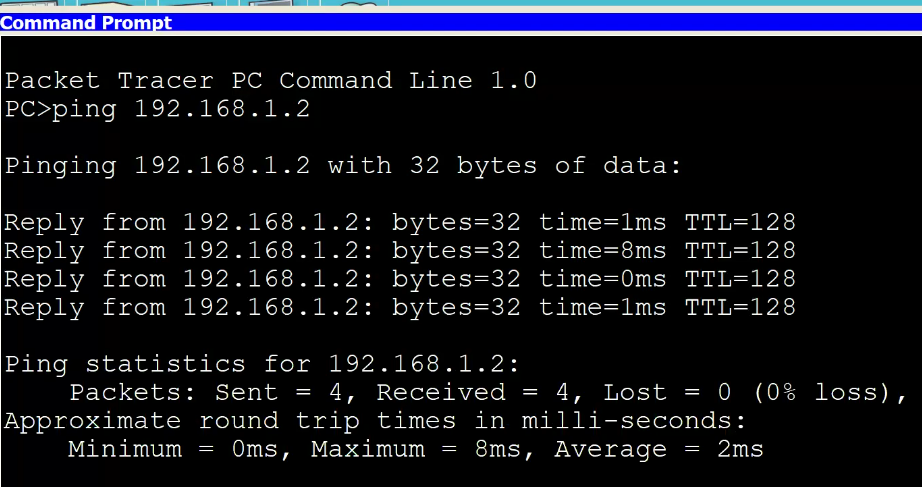 Command Prompt
Packet Tracer PC Command Line 1.0
PC>ping 192.168.1.2
Pinging 192.168.1.2 with 32 bytes of data:
Reply from 192.168.1.2: bytes=32 time=1ms TTL=128
Reply from 192.168.1.2: bytes=32 time=8ms TTL=128
Reply from 192.168.1.2: bytes=32 time=0ms TTL=128
Reply from 192.168.1.2: bytes=32 time=1ms TTL=128
Ping statistics for 192.168.1.2:
Packets: Sent = 4, Received = 4, Lost = 0 (0% loss),
Approximate round trip times in milli-seconds:
Minimum = 0ms, Maximum = 8ms, Average = 2ms